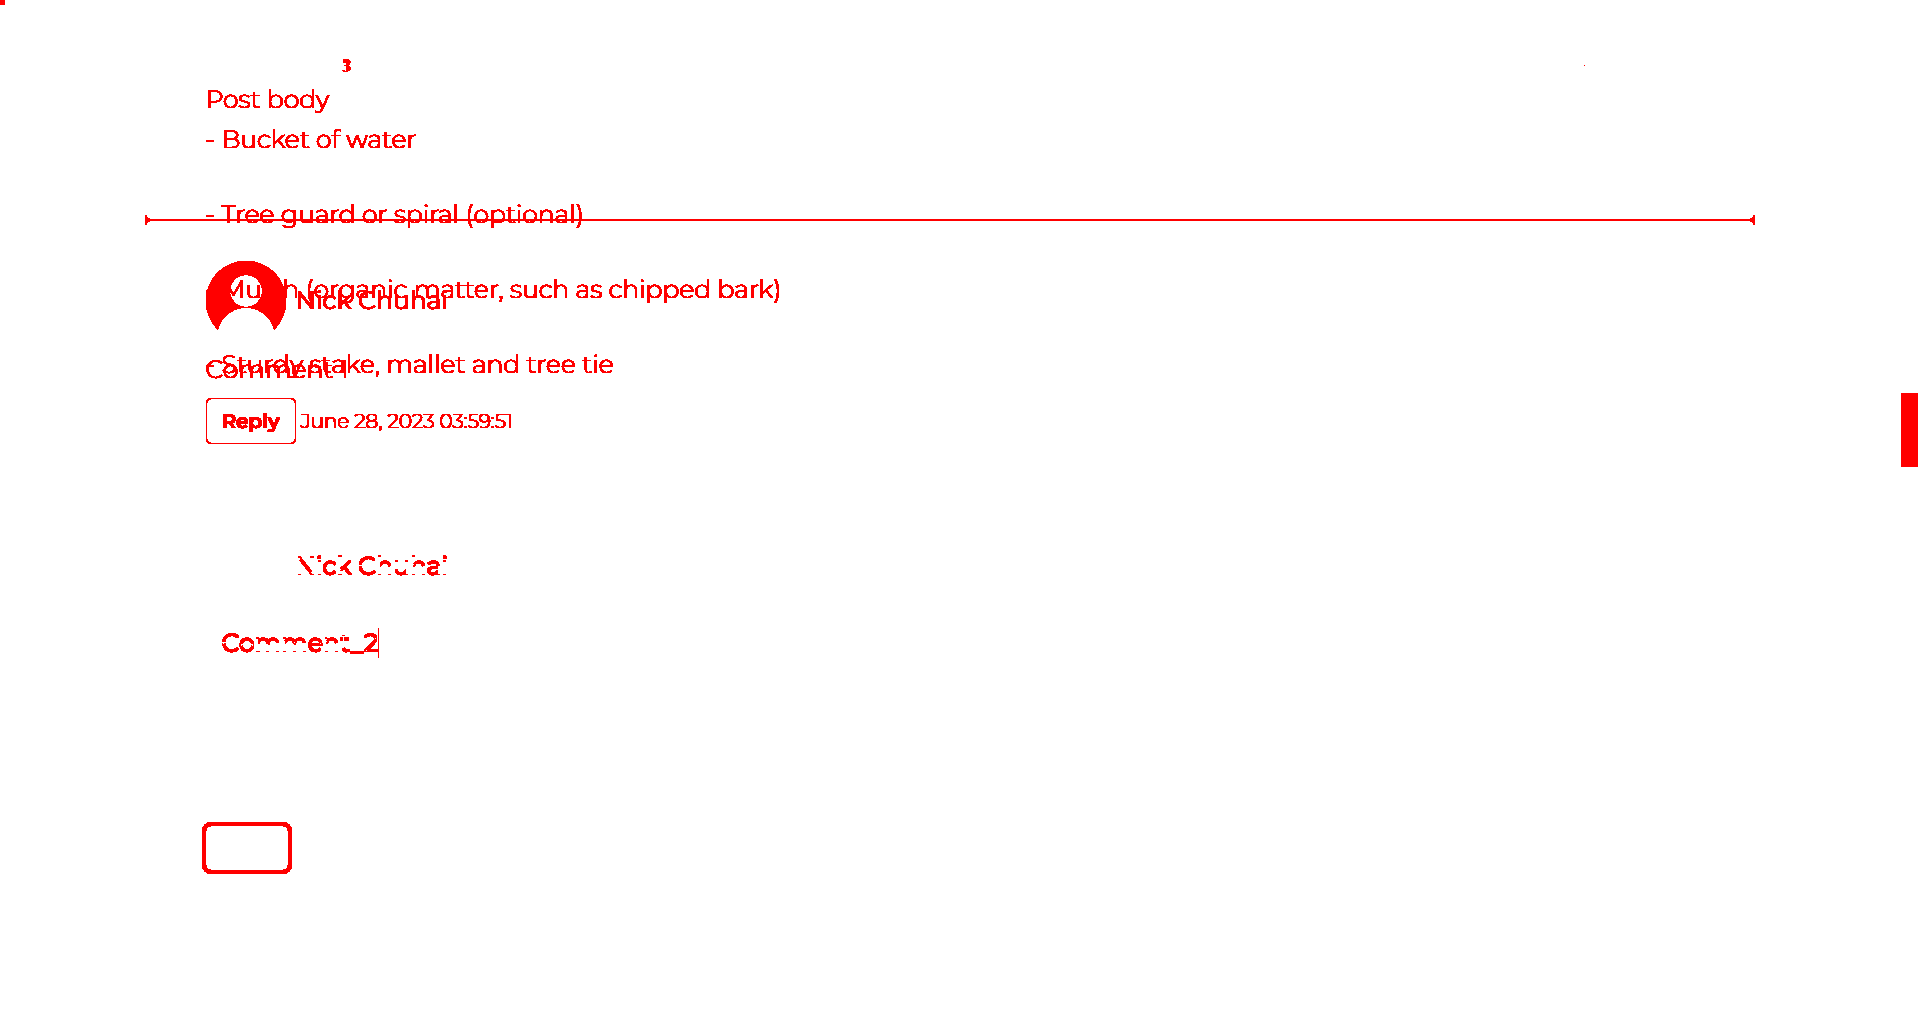 3
Post body
- Bucket of water
- Tree guard or spiral (optional)
Mulch (organic matter, such as chipped bark)
Nick Chuhai
- Sturdy stake, mallet and tree tie
Comment 1
Reply June 28, 2023 03:59:51
Nick Chuhai
Comment_2